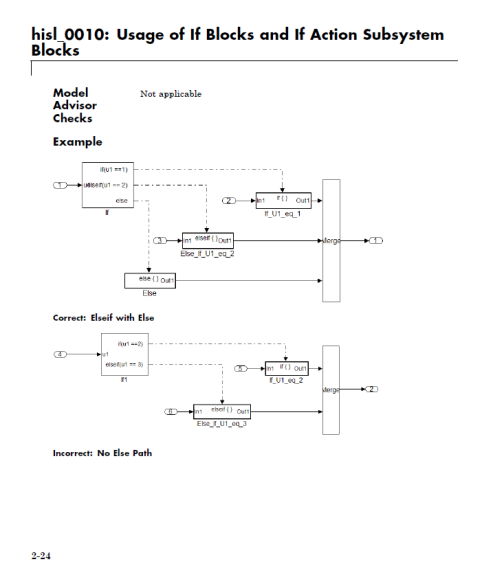 hisl_0010: Usage of If Blocks and If Action Subsystem
Blocks
Model
Advisor
Checks
Not applicable
Example
if(u1 ==1)
1
elseif(u1 == 2)
else
If
2
In1
if { }
Out1
If_U1_eq_1
3
In1
elseif { }
Out1
Else_If_U1_eq_2
Merge
1
else { }
Out1
Else
Correct: Elseif with Else
if(u1 ==2)
4
u1
elseif(u1 == 3)
If1
5
In1
if { }
Out1
If_U1_eq_2
Merge
2
6
In1
elseif { }
Out1
Else_If_U1_eq_3
Incorrect: No Else Path
2-24